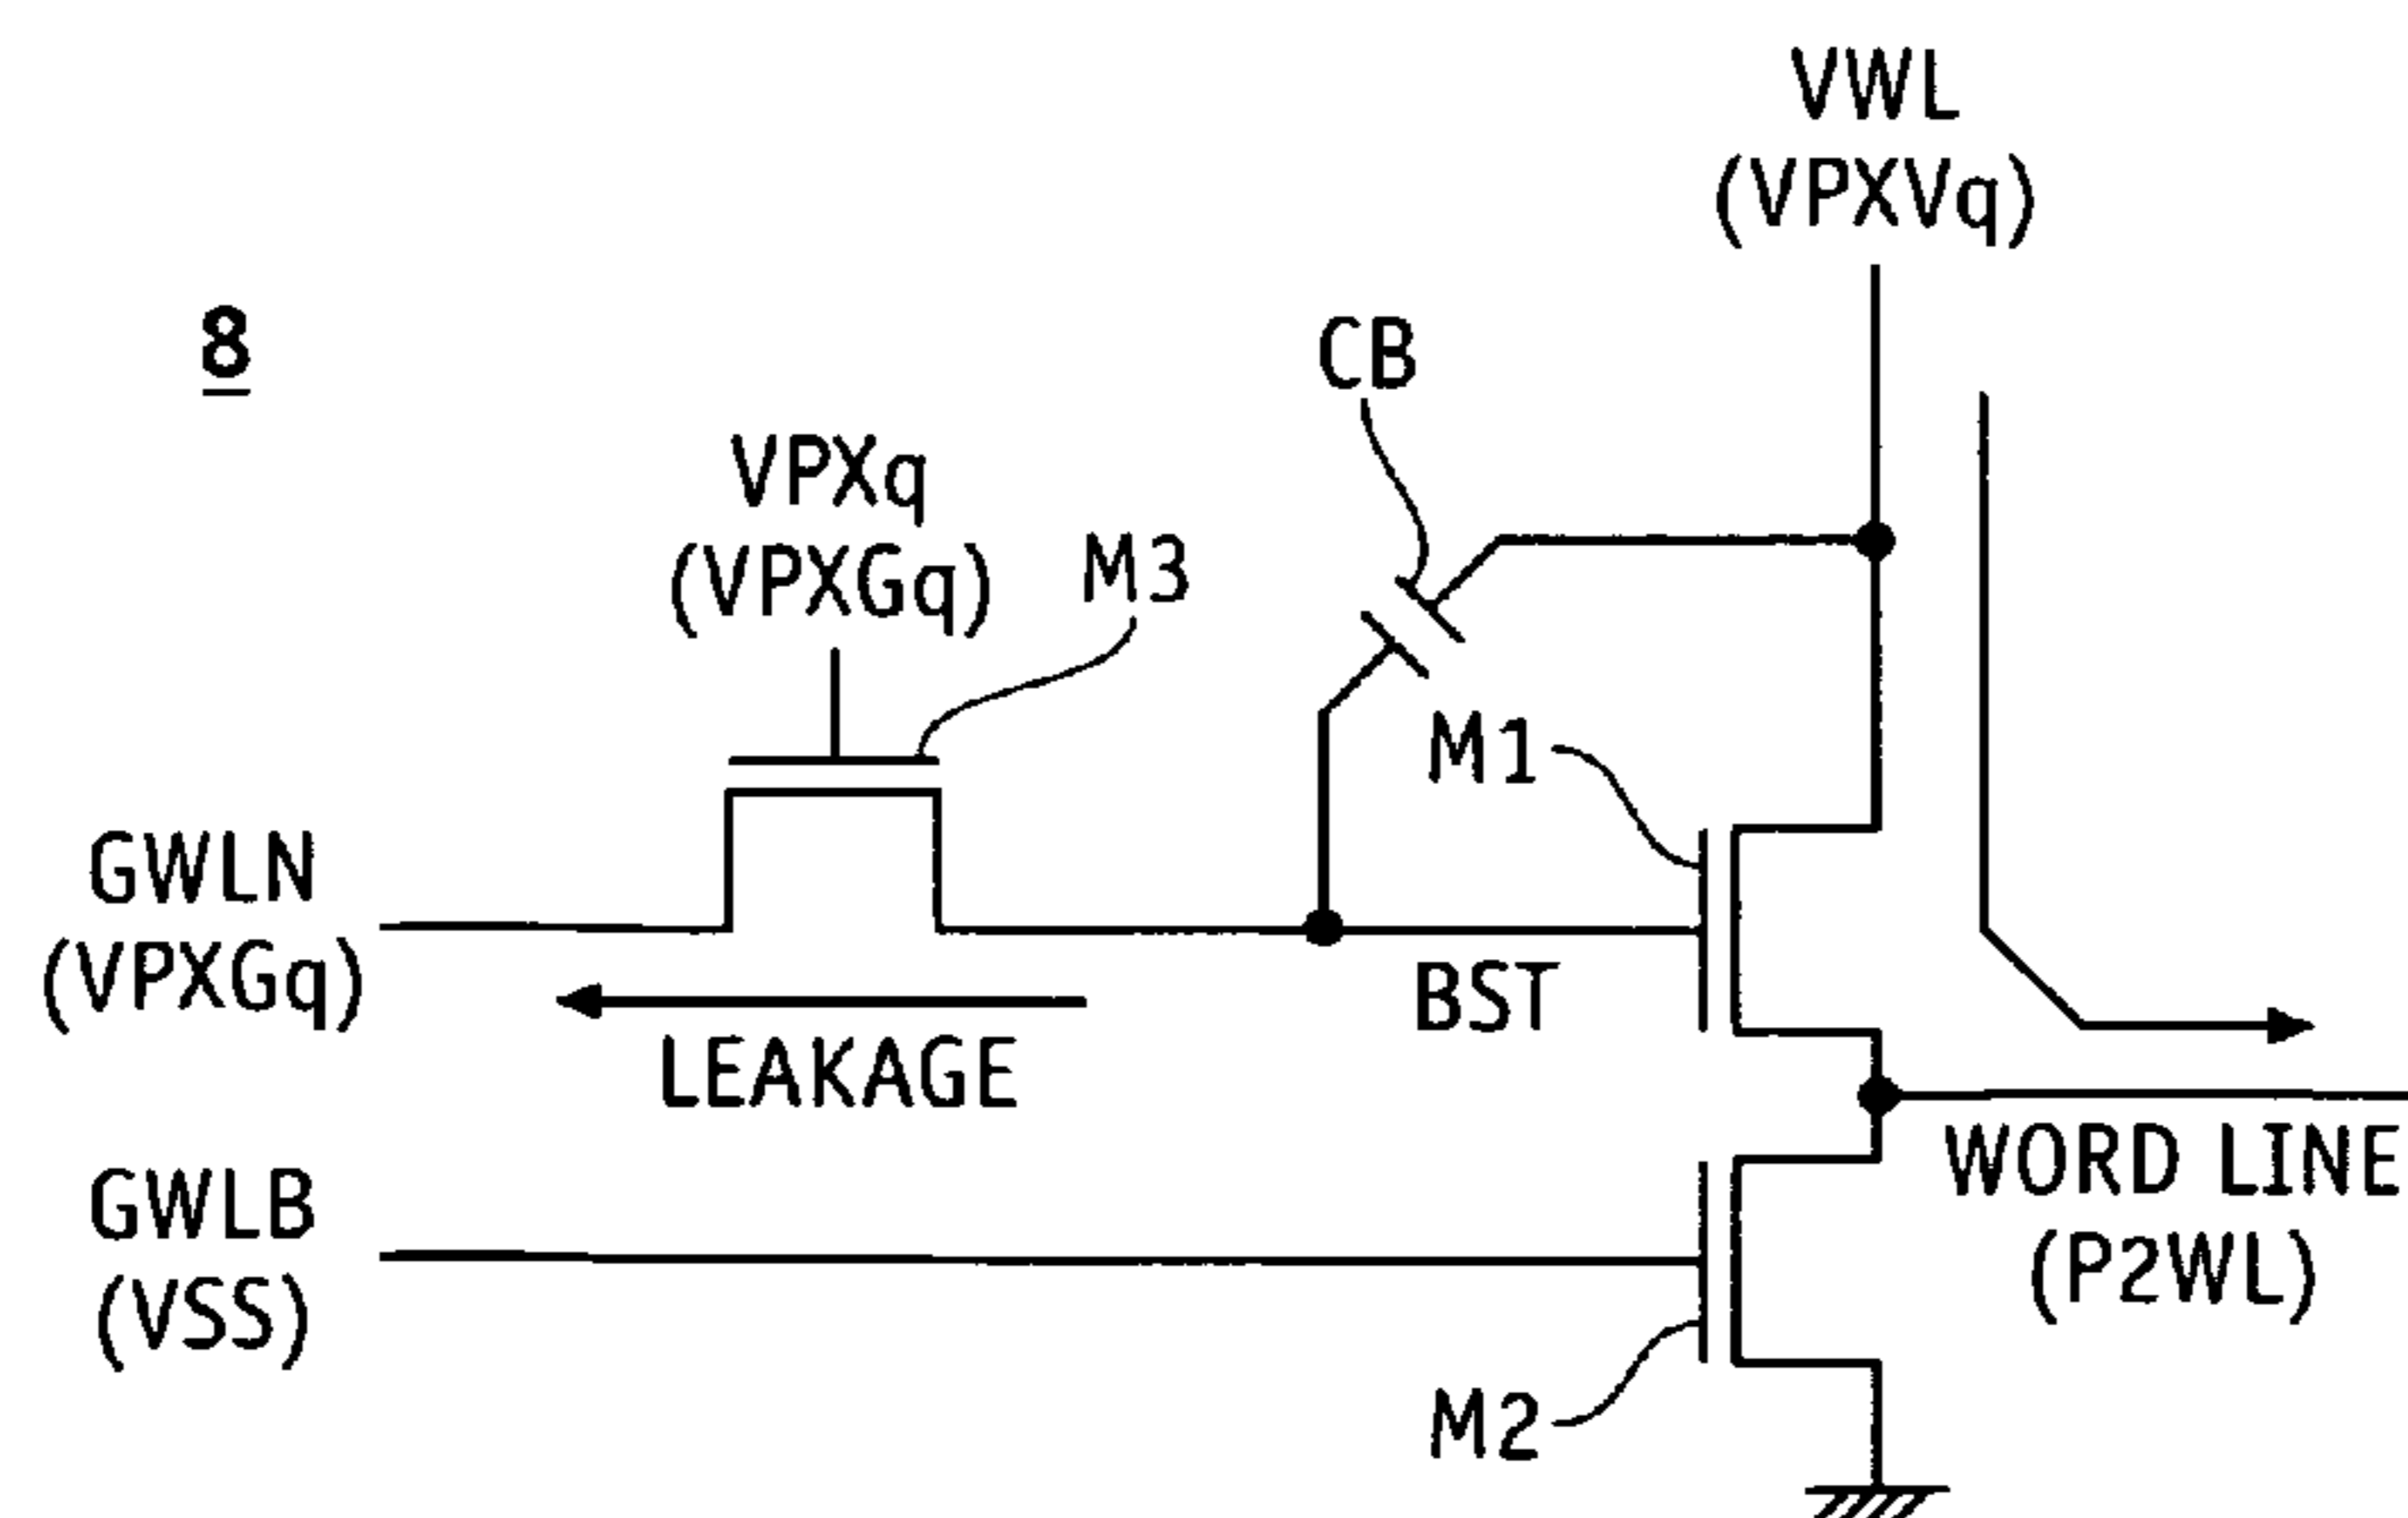 VWL
(VPXVq)
8
CB
VPXq
(VPXGq)
M3
M1
GWLN
(VPXGq)
BST
LEAKAGE
WORD LINE
(P2WL)
GWLB
(VSS)
M2